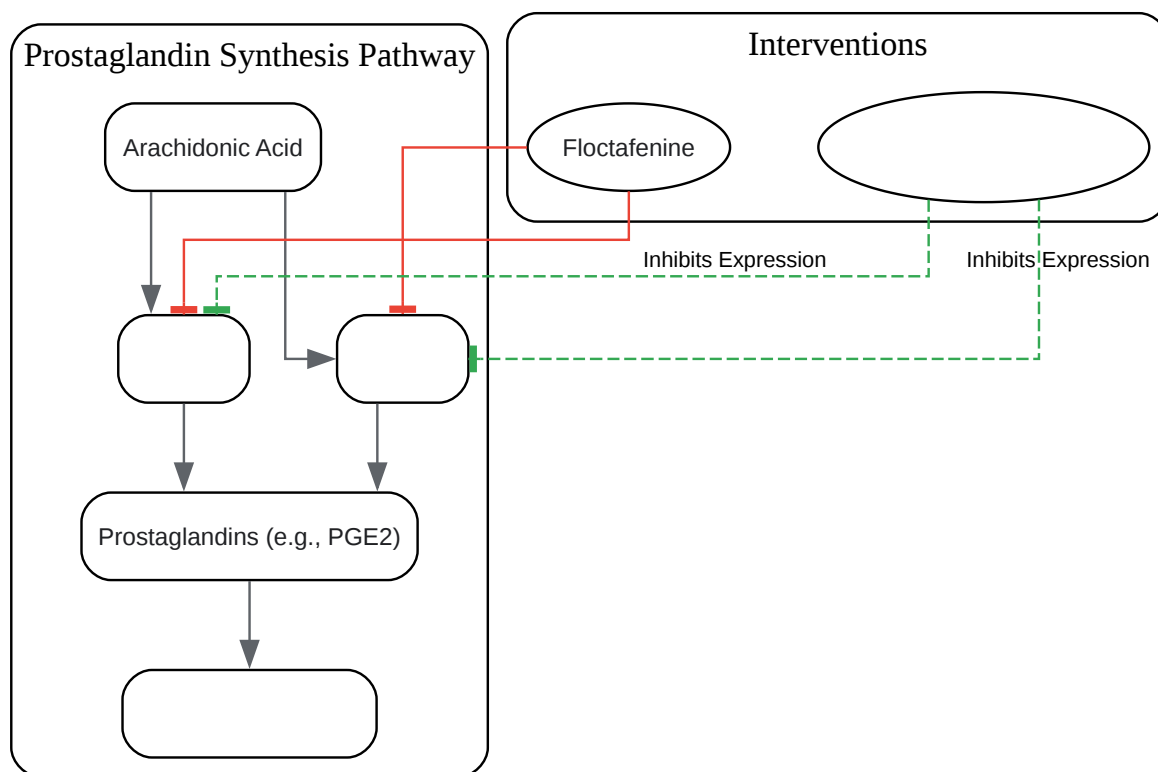 Prostaglandin Synthesis Pathway
Interventions
Arachidonic Acid
Floctafenine
Inhibits Expression
Inhibits Expression
Prostaglandins (e.g., PGE2)